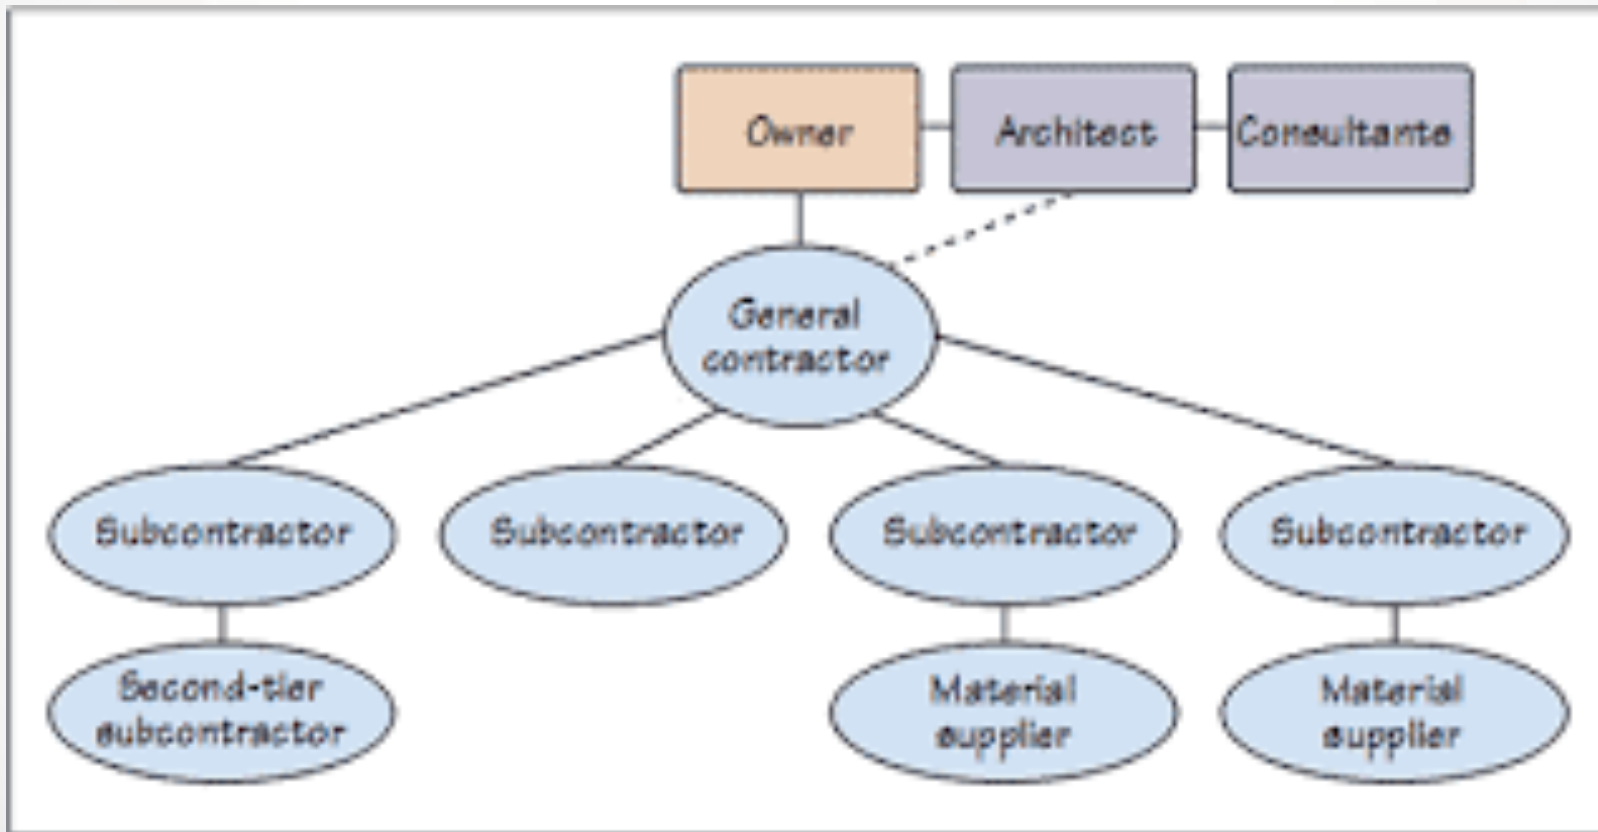 Owner
Architect
Consultants
General
contractor
Subcontractor
Subcontractor
Subcontractor
Subcontractor
Second-tier
subcontractor
Material
supplier
Material
supplier